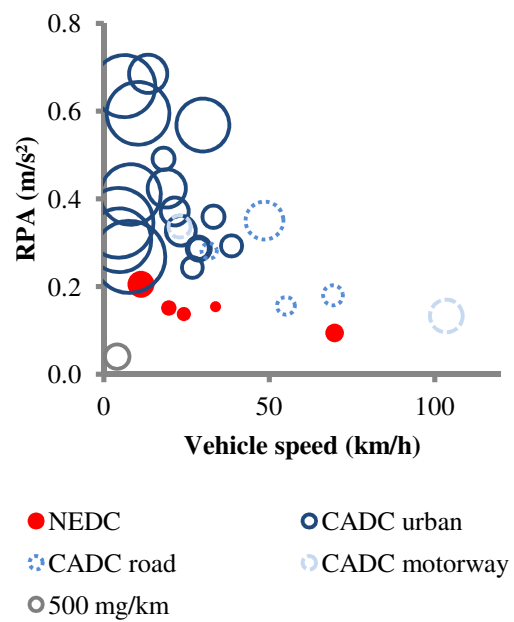 0.8
0.6
0.4
0.2
0.0
RPA (m/s²)
0 50 100
Vehicle speed (km/h)
NEDC CADC urban
CADC road CADC motorway
500 mg/km